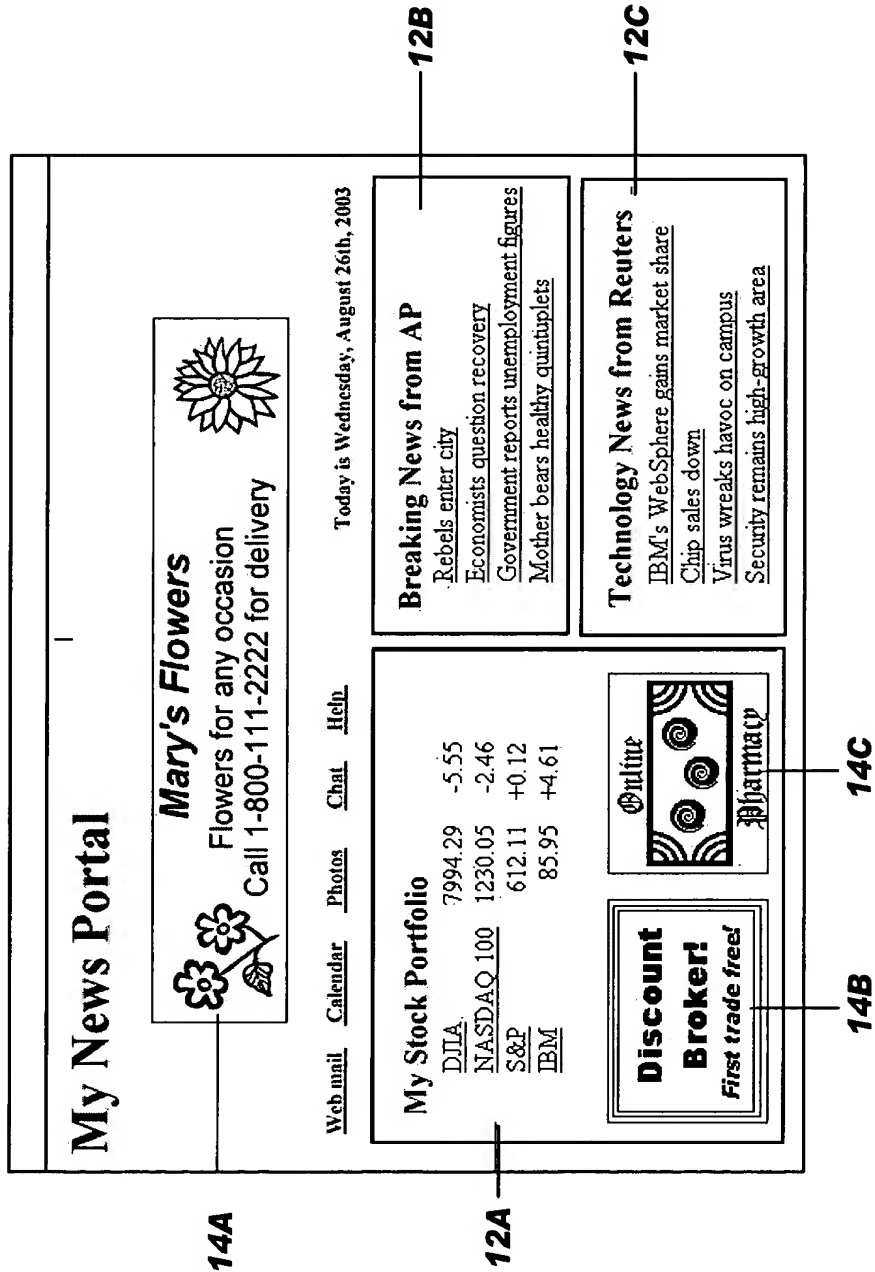 My News Portal
Mary's Flowers
Flowers for any occasion
Call 1-800-111-2222 for delivery
Web mail Calendar Photos Chat Help Today is Wednesday, August 26th, 2003
My Stock Portfolio
DJIA 7994.29 -5.55
NASDAQ 100 1230.05 -2.46
S&P 612.11 +0.12
IBM 85.95 +4.61
Discount
Broker!
First trade free!
Online
Pharmacy
Breaking News from AP
Rebels enter city
Economists question recovery
Government reports unemployment figures
Mother bears healthy quintuplets
Technology News from Reuters
IBM's WebSphere gains market share
Chip sales down
Virus wreaks havoc on campus
Security remains high-growth area
14A
12A
14B
14C
12B
12C